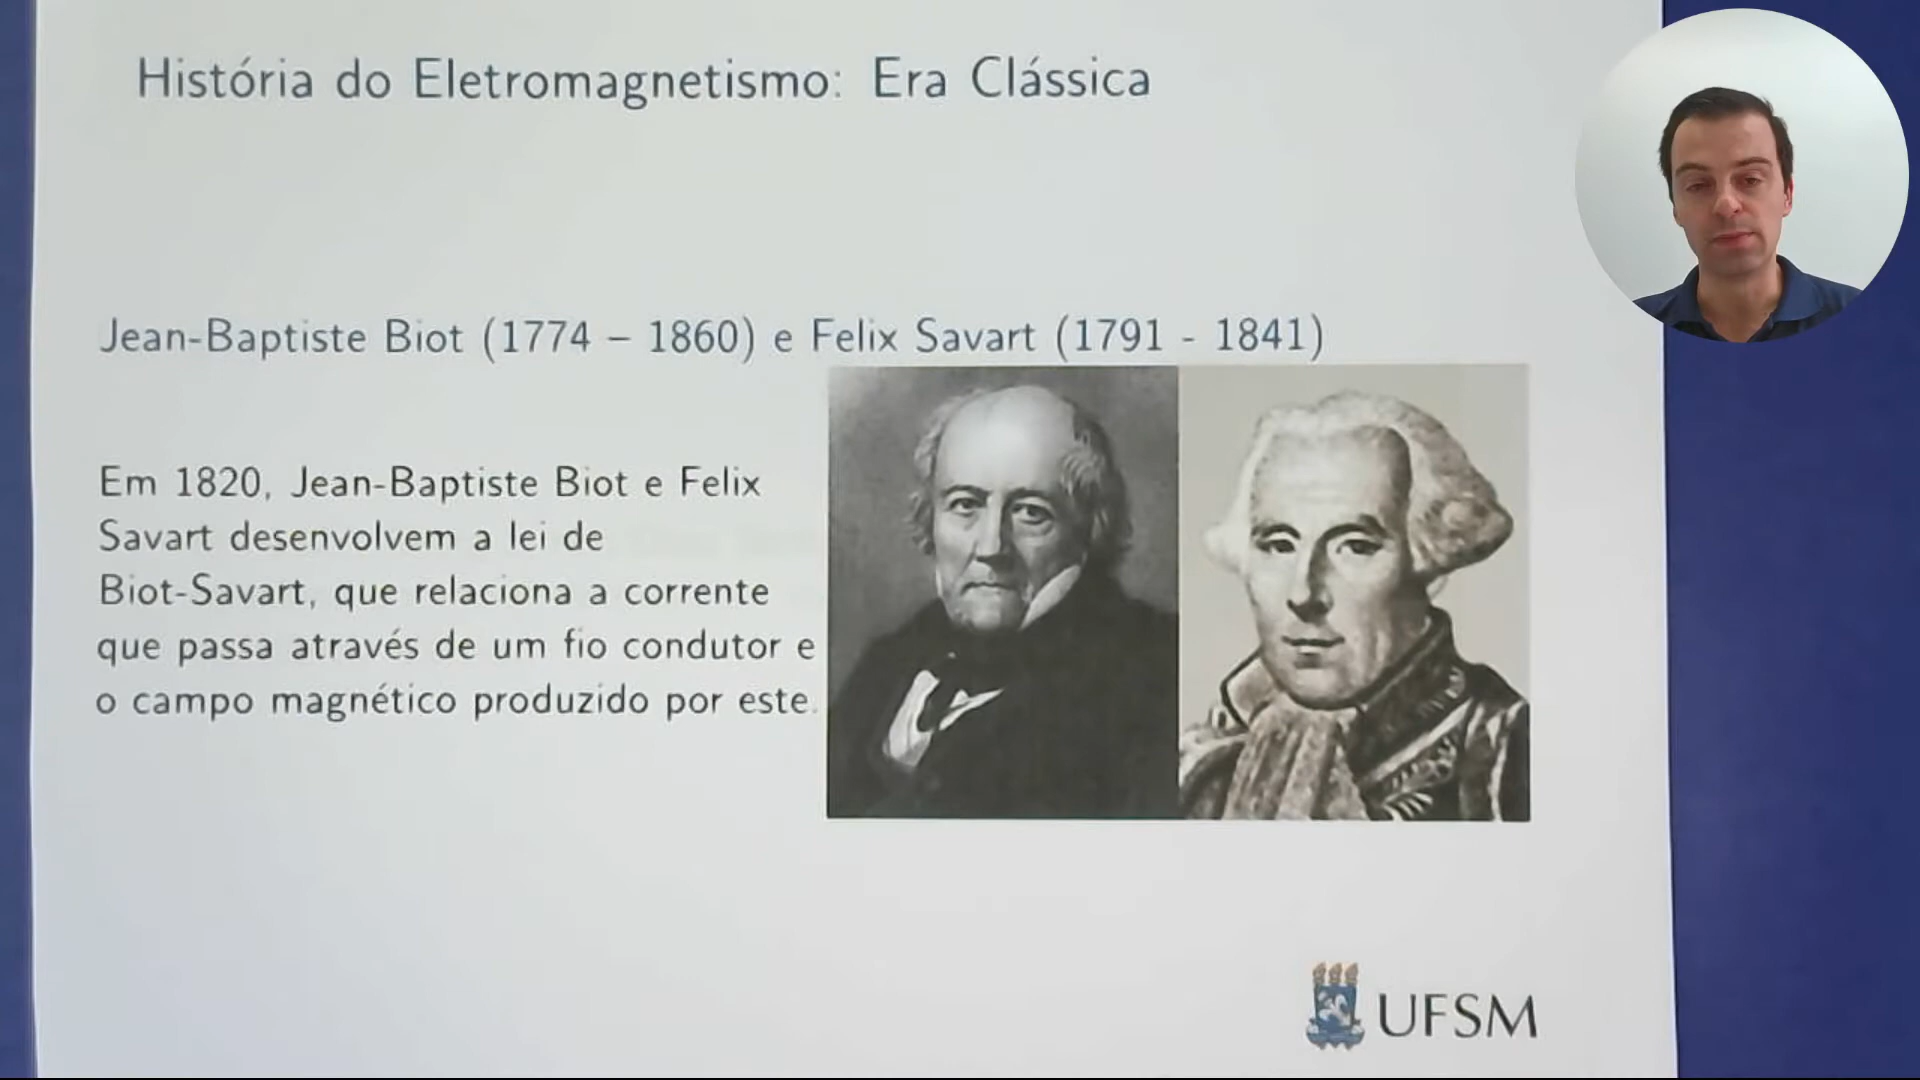 História do Eletromagnetismo: Era Clássica
Jean-Baptiste Biot (1774 – 1860) e Felix Savart (1791 - 1841)
Em 1820, Jean-Baptiste Biot e Felix
Savart desenvolvem a lei de
Biot-Savart, que relaciona a corrente
que passa através de um fio condutor e
o campo magnético produzido por este.
UFSM